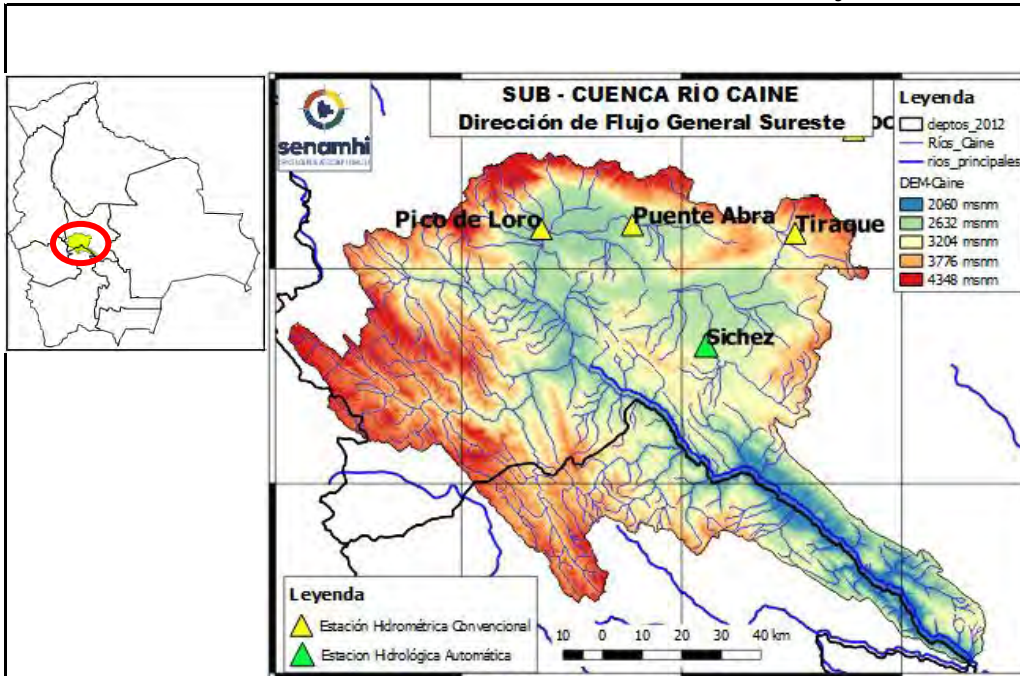 SUB - CUENCA RÍO CAINE
Dirección de Flujo General Sureste
senamhi
Leyenda
deptos_2012
Ríos_Caine
rios_principales
DEM-Caine
2060 msnm
2632 msnm
3204 msnm
3776 msnm
4348 msnm
Pico de Loro
Puente Abra
Tiraque
Sichez
Leyenda
Estación Hidrométrica Convencional
Estacion Hidrológica Automática
10 0 10 20 30 40 km